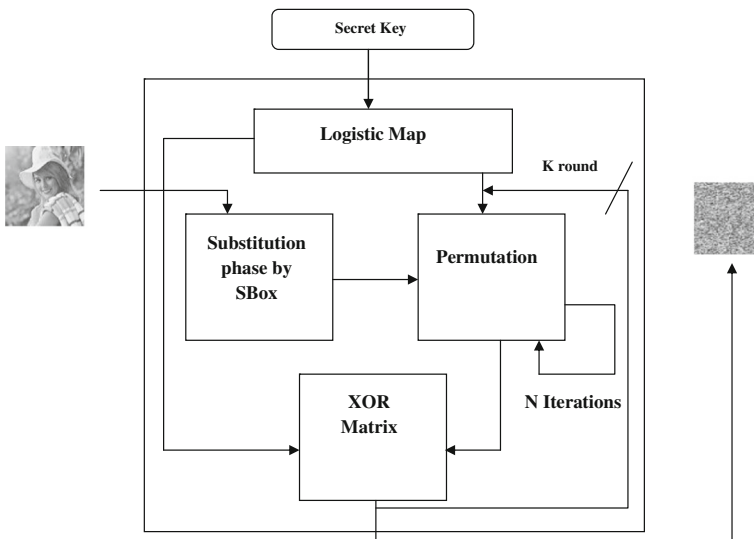 Secret Key
Logistic Map
K round
Substitution
phase by
SBox
Permutation
N Iterations
XOR
Matrix